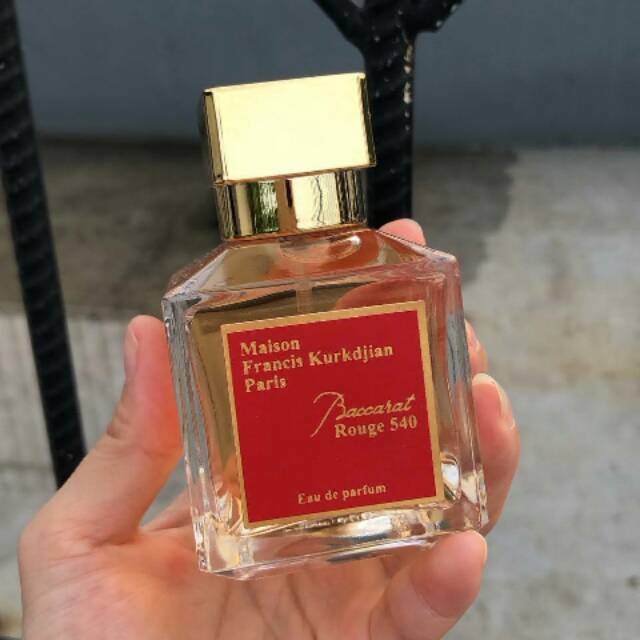 Maison
Francis Kurkdjian
Paris
Baccarat
Rouge 540
Eau de parfum